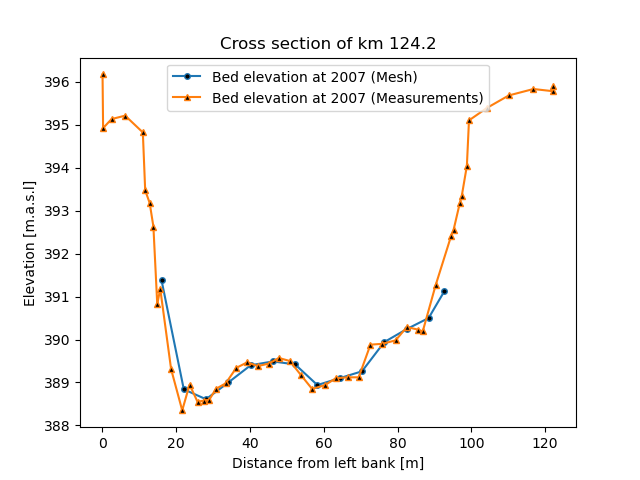 Cross section of km 124.2
Bed elevation at 2007 (Mesh)
Bed elevation at 2007 (Measurements)
Elevation [m.a.s.l]
396
395
394
393
392
391
390
389
388
0 20 40 60 80 100 120
Distance from left bank [m]